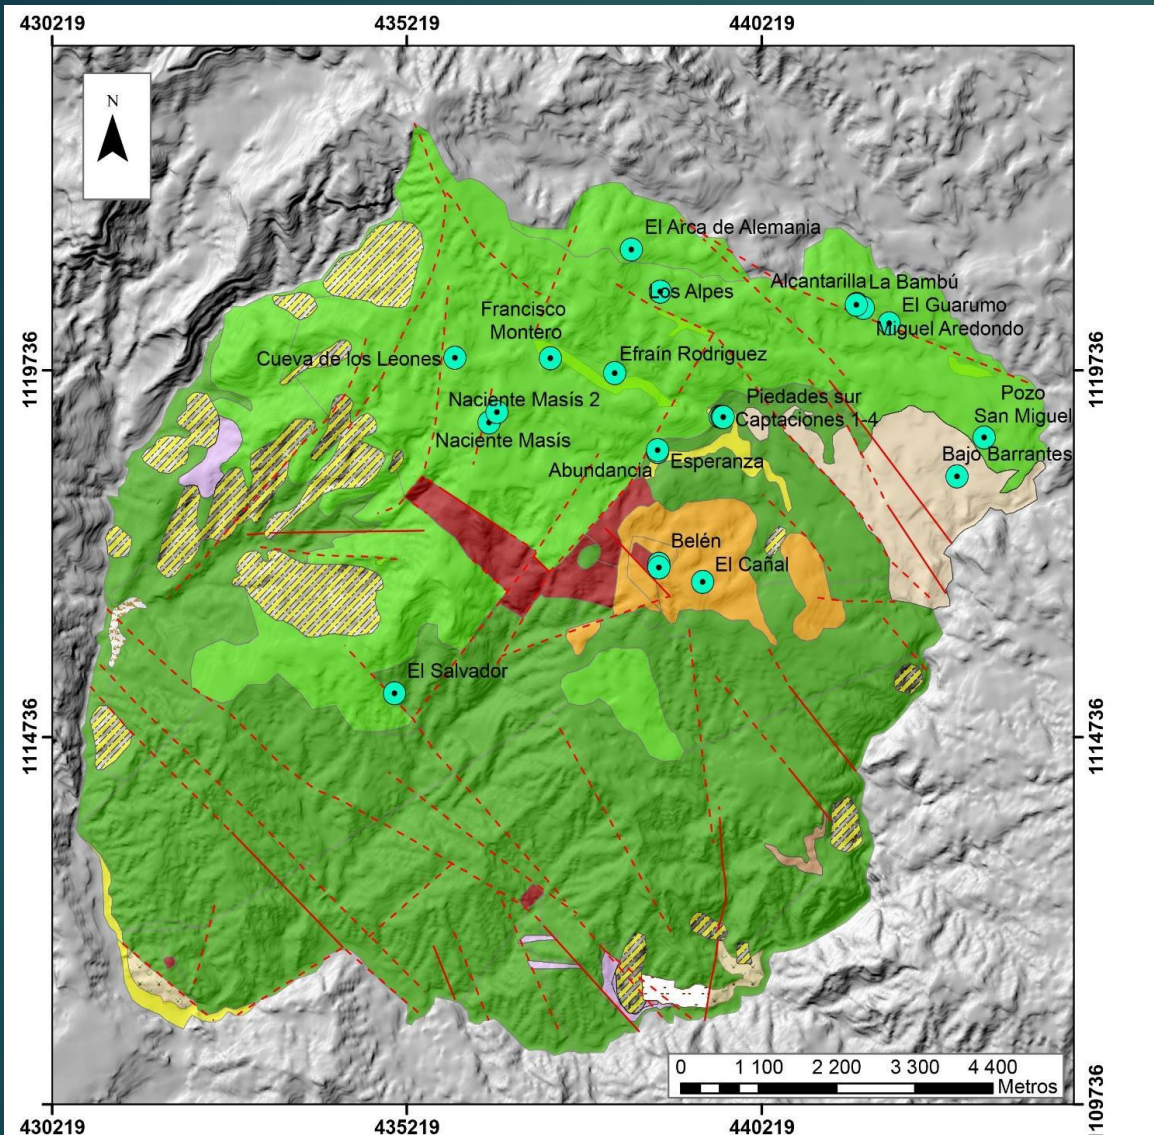 430219 435219 440219
N
El Arca de Alemania
Alcantarilla La Bambú
Los Alpes
El Guarumo
Francisco
Montero
Miguel Aredondo
Cueva de los Leones
Efraín Rodriguez
1119736
1119736
Naciente Masís 2
Piedades sur
Captaciones 1-4
Pozo
San Miguel
Naciente Masís
Abundancia
Esperanza
Bajo Barrantes
Belén
El Cañal
El Salvador
1114736
1114736
0 1 100 2 200 3 300 4 400
Metros
1109736
1109736
430219 435219 440219